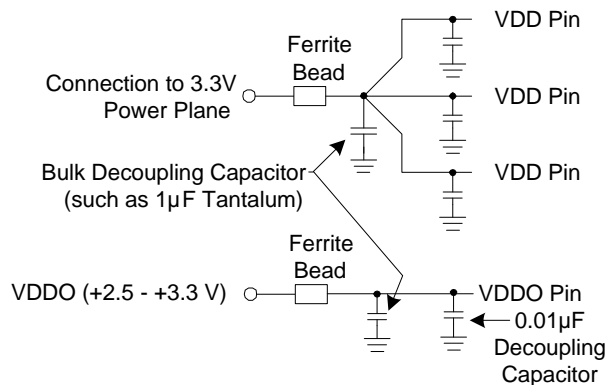 VDD Pin
Ferrite
Bead
Connection to 3.3V
Power Plane
VDD Pin
Bulk Decoupling Capacitor
(such as 1µF Tantalum)
VDD Pin
Ferrite
Bead
VDDO (+2.5 - +3.3 V)
VDDO Pin
0.01µF
Decoupling
Capacitor